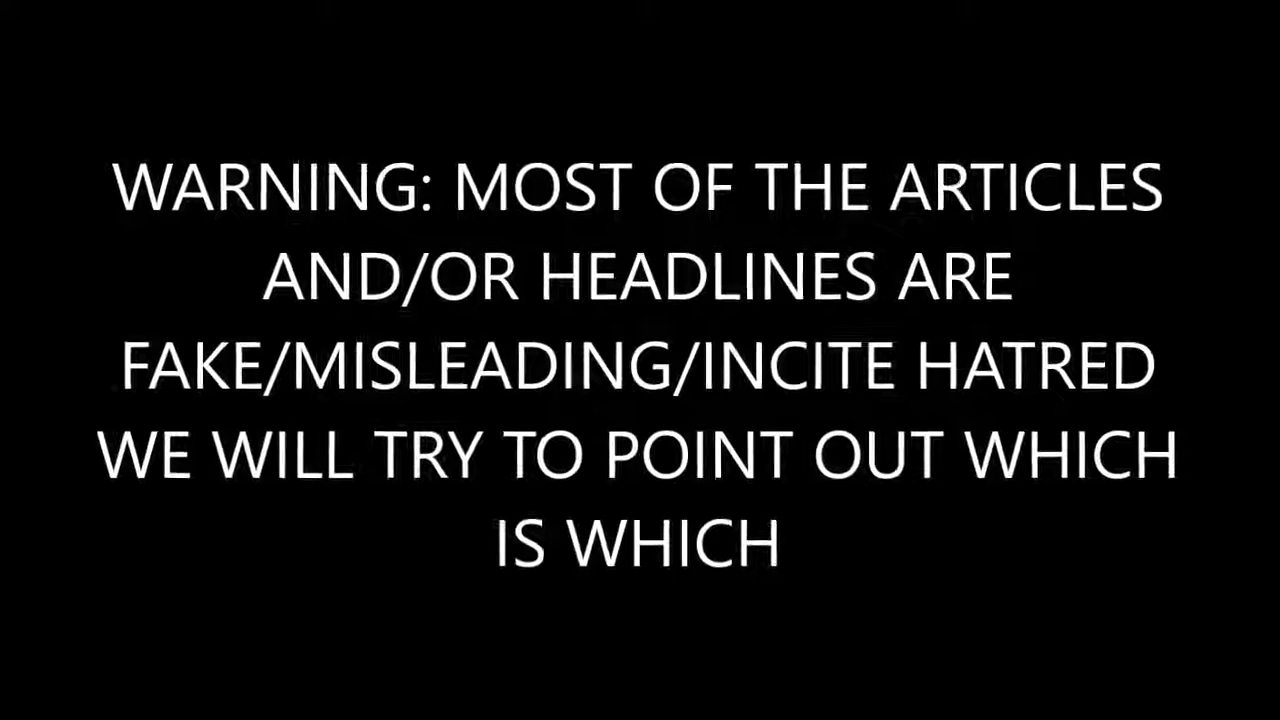 WARNING: MOST OF THE ARTICLES
AND/OR HEADLINES ARE
FAKE/MISLEADING/INCITE HATRED
WE WILL TRY TO POINT OUT WHICH
IS WHICH